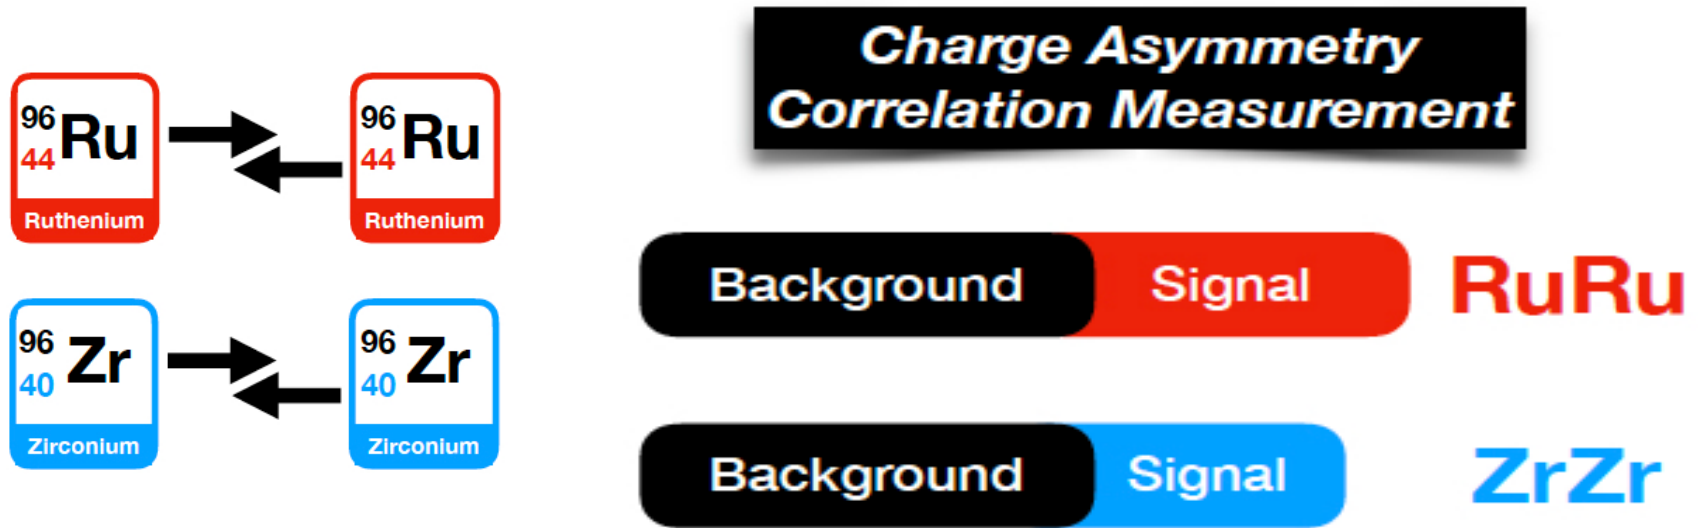 Charge Asymmetry
Correlation Measurement
96
44
Ru
Ruthenium
96
44
Ru
Ruthenium
96
40
Zr
Zirconium
96
40
Zr
Zirconium
Background
Signal
RuRu
Background
Signal
ZrZr